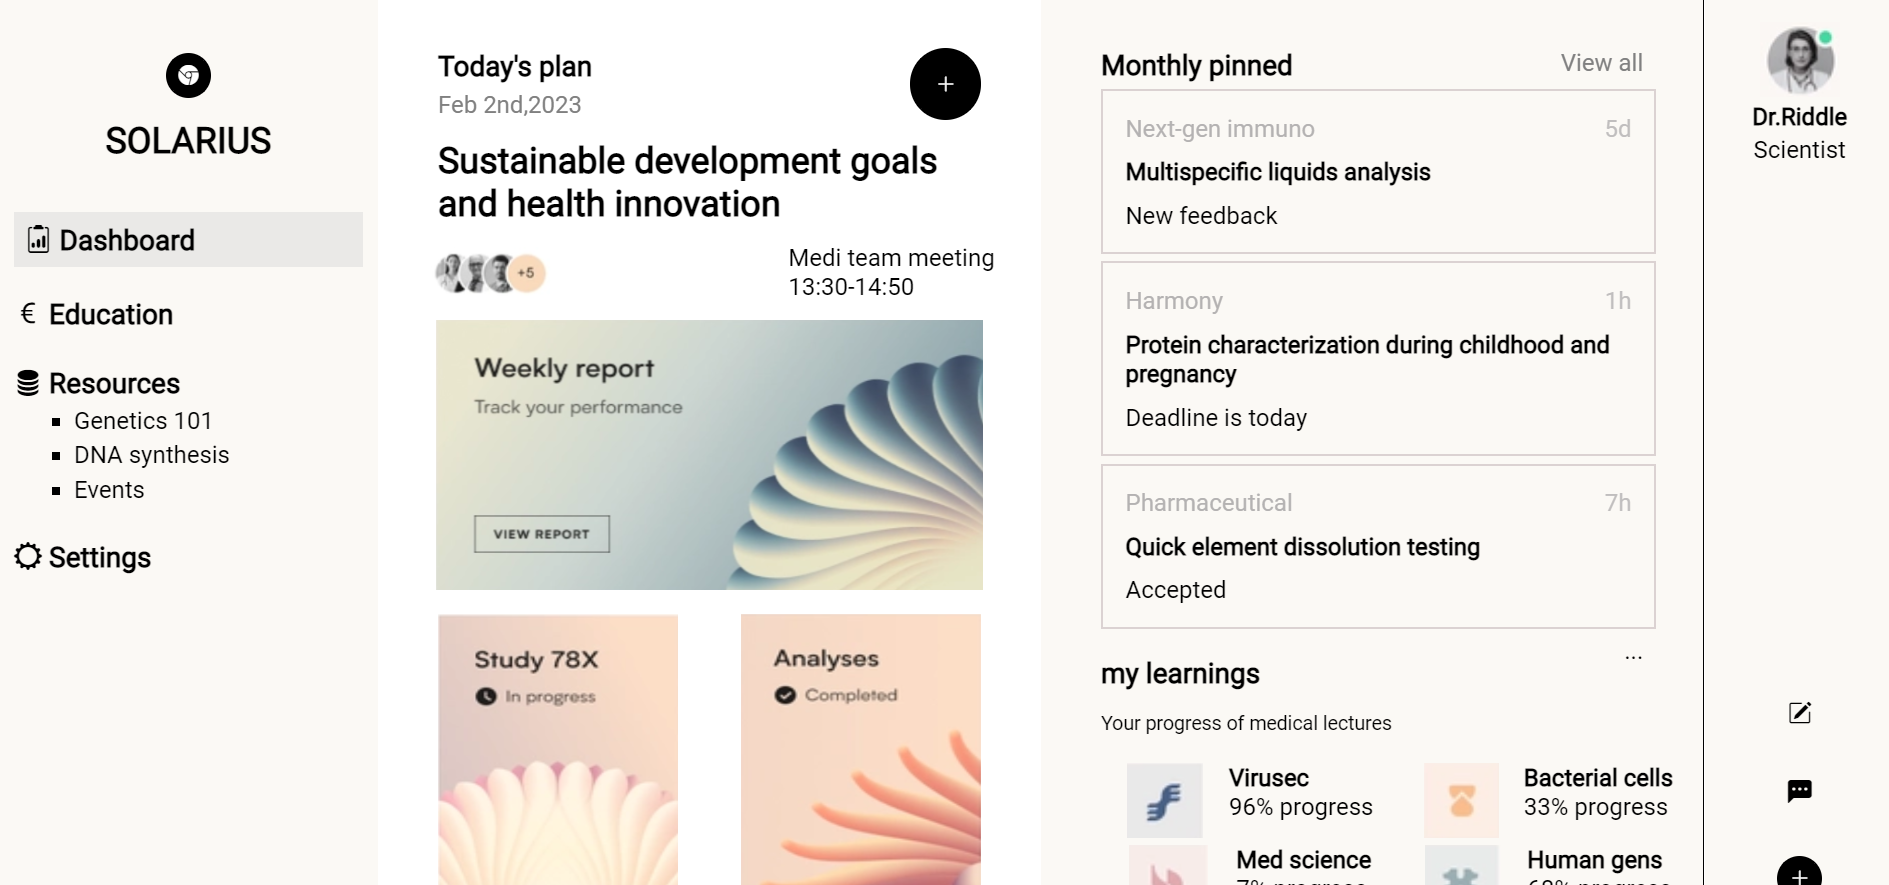 SOLARIUS
Dashboard
€ Education
Resources
Genetics 101
DNA synthesis
Events
Settings
Today's plan
Feb 2nd,2023
+
Sustainable development goals
and health innovation
+5
Medi team meeting
13:30-14:50
Weekly report
Track your performance
VIEW REPORT
Study 78X
In progress
Analyses
Completed
Monthly pinned
View all
Next-gen immuno
5d
Multispecific liquids analysis
New feedback
Harmony
1h
Protein characterization during childhood and
pregnancy
Deadline is today
Pharmaceutical
7h
Quick element dissolution testing
Accepted
...
my learnings
Your progress of medical lectures
Virusec
96% progress
Bacterial cells
33% progress
Med science
7% progress
Human gens
progress
Dr.Riddle
Scientist
+